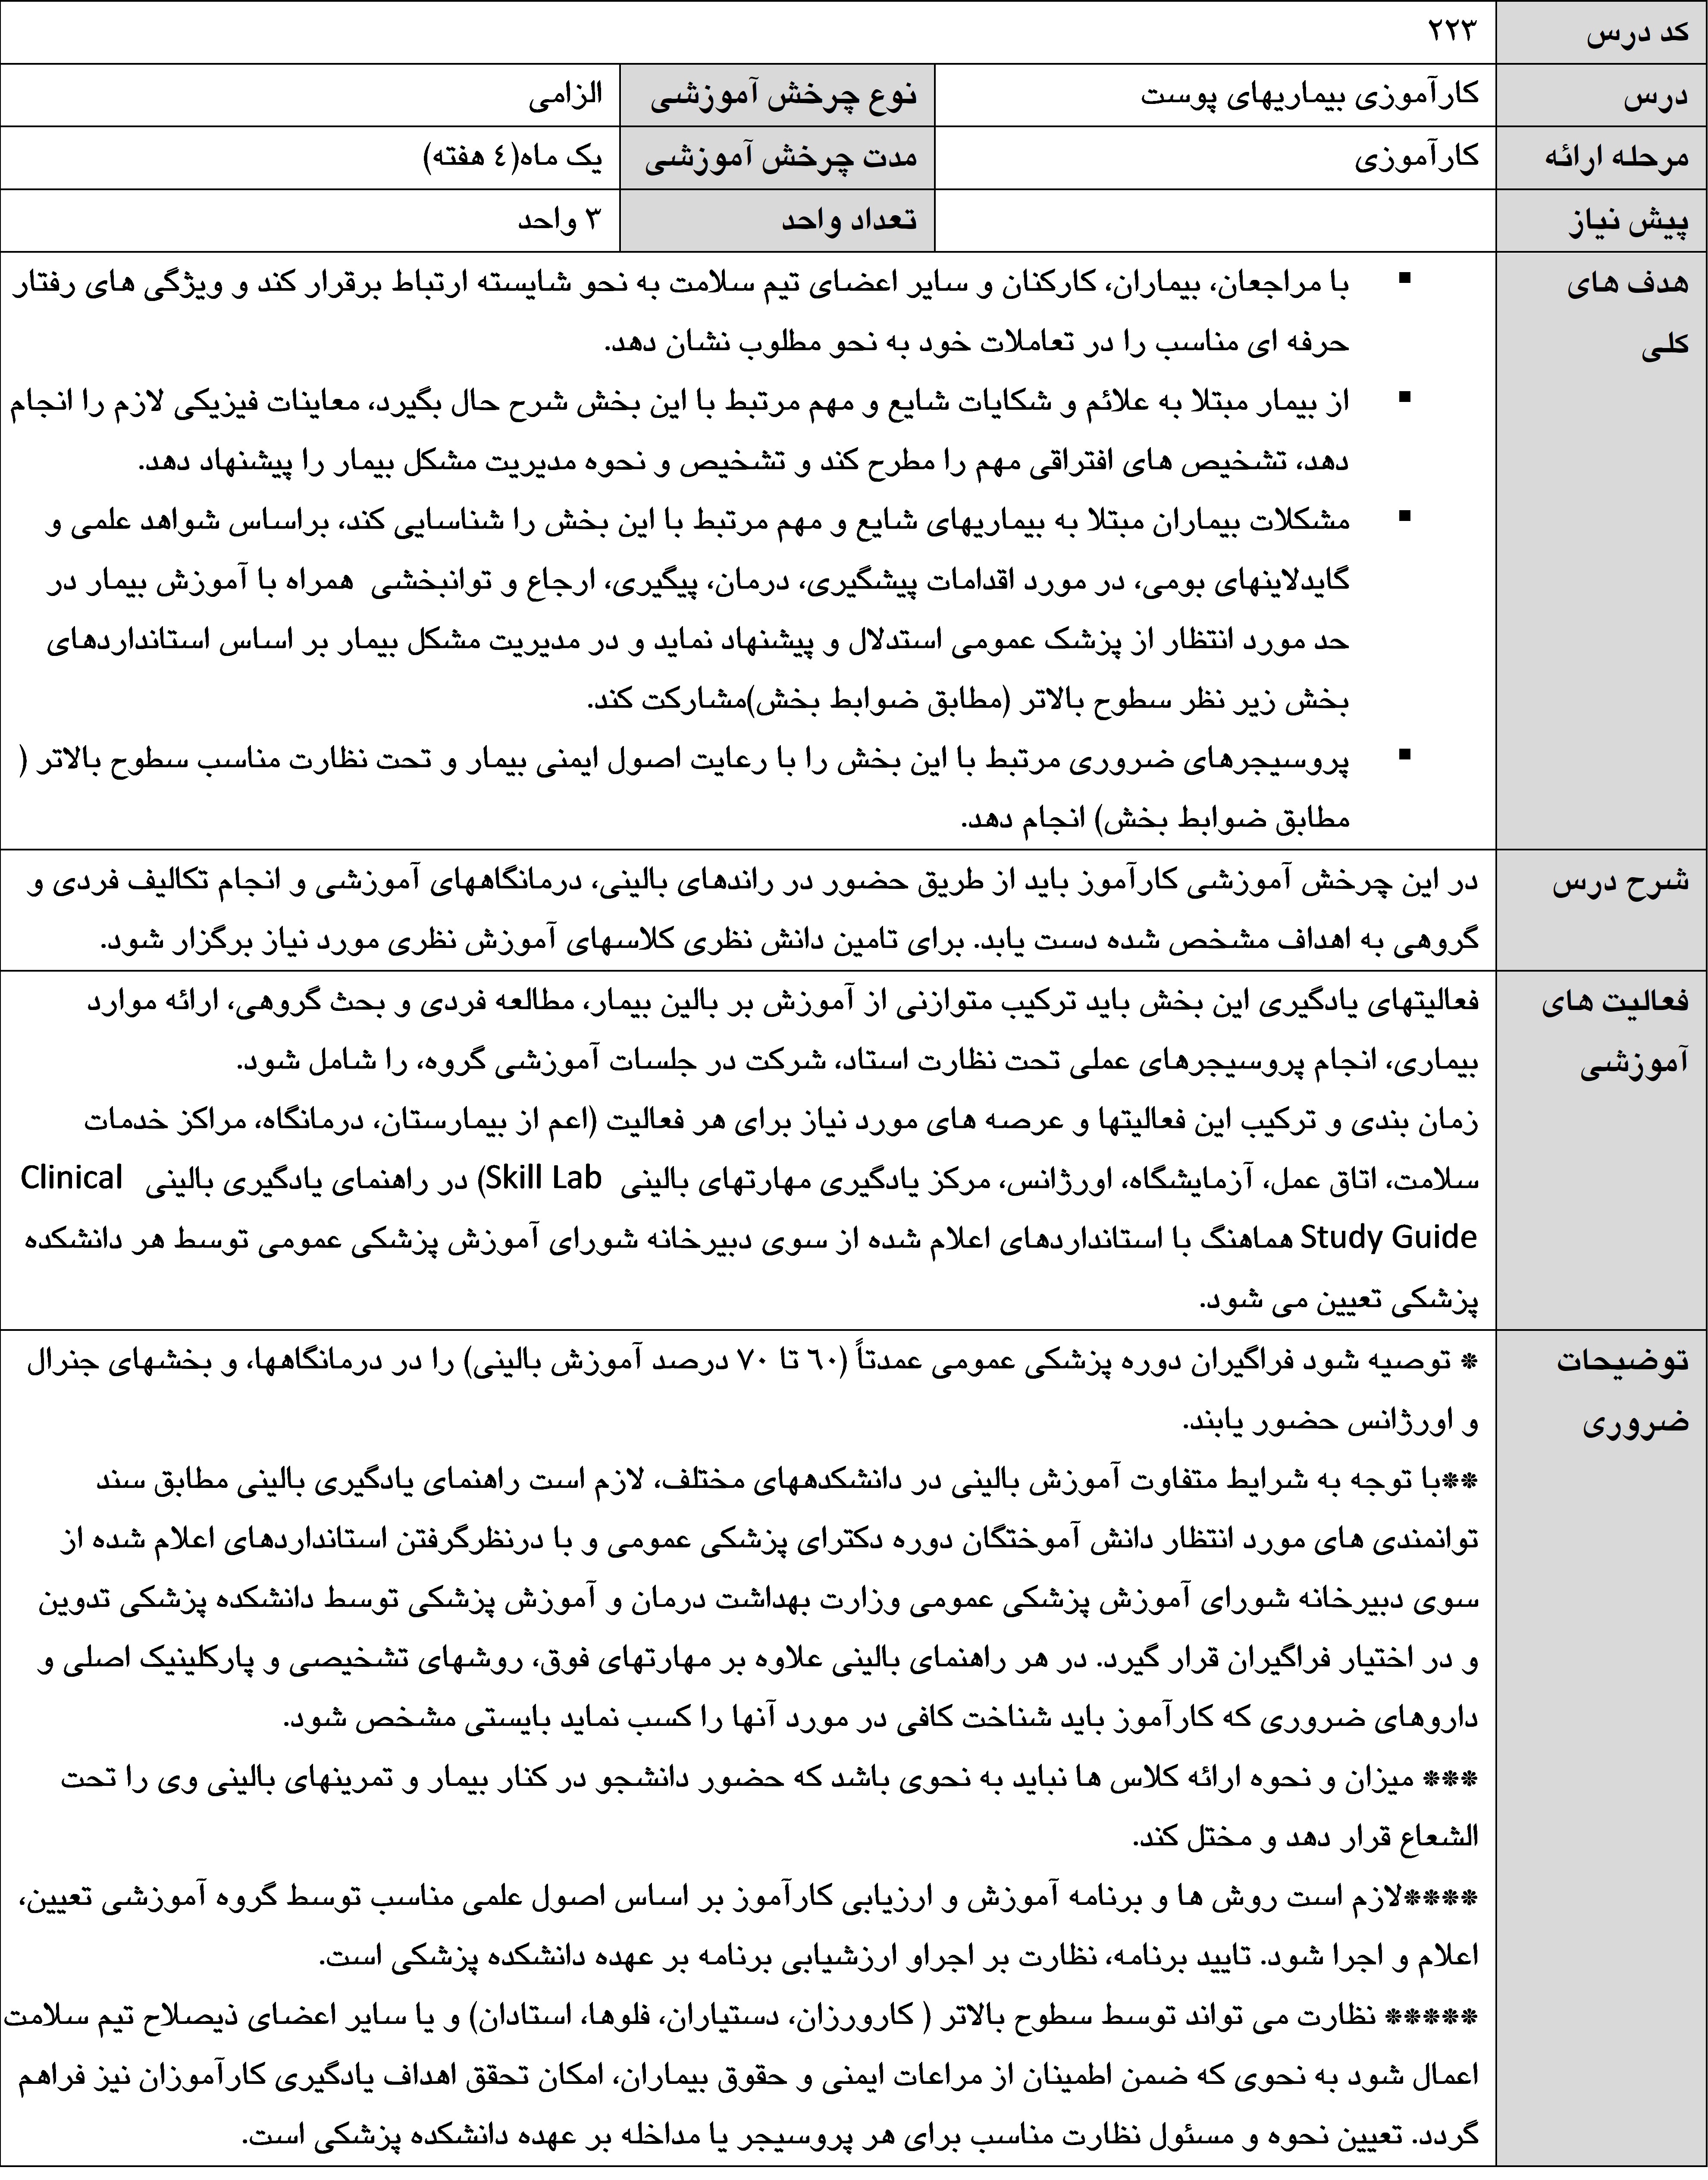 کد درس ۲۲۳
درس کارآموزی بیماریهای پوست نوع چرخش آموزشی الزامی
مرحله ارائه کارآموزی مدت چرخش آموزشی یک ماه(٤ هفته)
پیش نیاز تعداد واحد ۳ واحد
هدف های
کلی
▪ با مراجعان، بیماران، کارکنان و سایر اعضای تیم سلامت به نحو شایسته ارتباط برقرار کند و ویژگی های رفتار
حرفه ای مناسب را در تعاملات خود به نحو مطلوب نشان دهد.
▪ از بیمار مبتلا به علائم و شکایات شایع و مهم مرتبط با این بخش شرح حال بگیرد، معاینات فیزیکی لازم را انجام
دهد، تشخیص های افتراقی مهم را مطرح کند و تشخیص و نحوه مدیریت مشکل بیمار را پیشنهاد دهد.
▪ مشکلات بیماران مبتلا به بیماریهای شایع و مهم مرتبط با این بخش را شناسایی کند، براساس شواهد علمی و
گایدلاینهای بومی، در مورد اقدامات پیشگیری، درمان، پیگیری، ارجاع و توانبخشی همراه با آموزش بیمار در
حد مورد انتظار از پزشک عمومی استدلال و پیشنهاد نماید و در مدیریت مشکل بیمار بر اساس استانداردهای
بخش زیر نظر سطوح بالاتر (مطابق ضوابط بخش)مشارکت کند.
▪ پروسیجرهای ضروری مرتبط با این بخش را با رعایت اصول ایمنی بیمار و تحت نظارت مناسب سطوح بالاتر (
مطابق ضوابط بخش) انجام دهد.
شرح درس
در این چرخش آموزشی کارآموز باید از طریق حضور در راندهای بالینی، درمانگاههای آموزشی و انجام تکالیف فردی و
گروهی به اهداف مشخص شده دست یابد. برای تامین دانش نظری کلاسهای آموزش نظری مورد نیاز برگزار شود.
فعالیت های
آموزشی
فعالیتهای یادگیری این بخش باید ترکیب متوازنی از آموزش بر بالین بیمار، مطالعه فردی و بحث گروهی، ارائه موارد
بیماری، انجام پروسیجرهای عملی تحت نظارت استاد، شرکت در جلسات آموزشی گروه، را شامل شود.
زمان بندی و ترکیب این فعالیتها و عرصه های مورد نیاز برای هر فعالیت (اعم از بیمارستان، درمانگاه، مراکز خدمات
سلامت، اتاق عمل، آزمایشگاه، اورژانس، مرکز یادگیری مهارتهای بالینی Skill Lab) در راهنمای یادگیری بالینی Clinical
Study Guide هماهنگ با استانداردهای اعلام شده از سوی دبیرخانه شورای آموزش پزشکی عمومی توسط هر دانشکده
پزشکی تعیین می شود.
توضیحات
ضروری
* توصیه شود فراگیران دوره پزشکی عمومی عمدتاً (٦٠ تا ٧٠ درصد آموزش بالینی) را در درمانگاهها، و بخشهای جنرال
و اورژانس حضور یابند.
**با توجه به شرایط متفاوت آموزش بالینی در دانشکدههای مختلف، لازم است راهنمای یادگیری بالینی مطابق سند
توانمندی های مورد انتظار دانش آموختگان دوره دکترای پزشکی عمومی و با درنظرگرفتن استانداردهای اعلام شده از
سوی دبیرخانه شورای آموزش پزشکی عمومی وزارت بهداشت درمان و آموزش پزشکی توسط دانشکده پزشکی تدوین
و در اختیار فراگیران قرار گیرد. در هر راهنمای بالینی علاوه بر مهارتهای فوق، روشهای تشخیصی و پارکلینیک اصلی و
داروهای ضروری که کارآموز باید شناخت کافی در مورد آنها را کسب نماید بایستی مشخص شود.
*** میزان و نحوه ارائه کلاس ها نباید به نحوی باشد که حضور دانشجو در کنار بیمار و تمرینهای بالینی وی را تحت
الشعاع قرار دهد و مختل کند.
****لازم است روش ها و برنامه آموزش و ارزیابی کارآموز بر اساس اصول علمی مناسب توسط گروه آموزشی تعیین،
اعلام و اجرا شود. تایید برنامه، نظارت بر اجراو ارزشیابی برنامه بر عهده دانشکده پزشکی است.
***** نظارت می تواند توسط سطوح بالاتر ( کارورزان، دستیاران، فلوها، استادان) و یا سایر اعضای ذیصلاح تیم سلامت
اعمال شود به نحوی که ضمن اطمینان از مراعات ایمنی و حقوق بیماران، امکان تحقق اهداف یادگیری کارآموزان نیز فراهم
گردد. تعیین نحوه و مسئول نظارت مناسب برای هر پروسیجر یا مداخله بر عهده دانشکده پزشکی است.